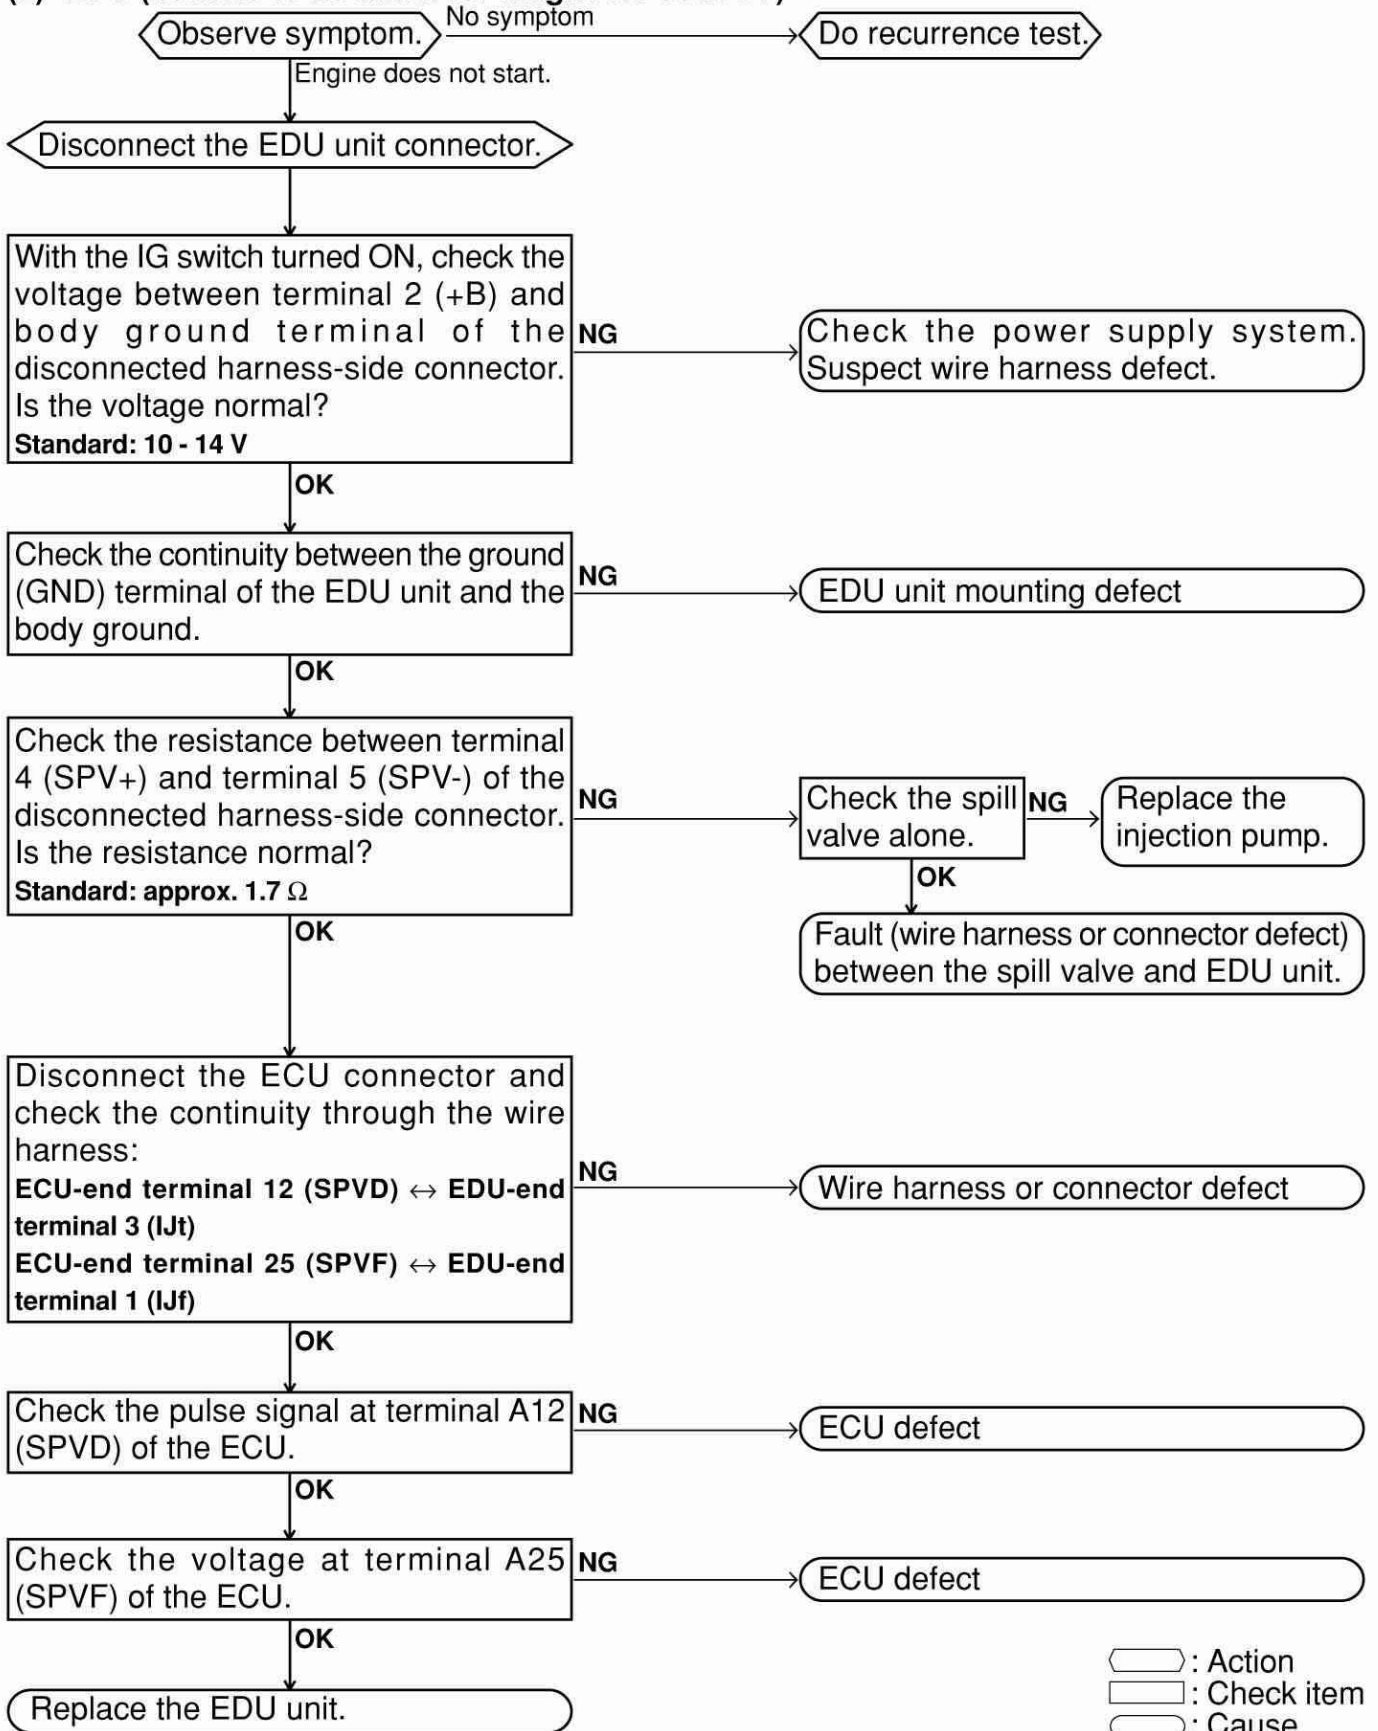 No symptom
Observe symptom.
Do recurrence test.
Engine does not start.
Disconnect the EDU unit connector.
With the IG switch turned ON, check the
voltage between terminal 2 (+B) and
body ground terminal of the
disconnected harness-side connector.
Is the voltage normal?
Standard: 10 - 14 V
NG
Check the power supply system.
Suspect wire harness defect.
OK
Check the continuity between the ground
(GND) terminal of the EDU unit and the
body ground.
NG
EDU unit mounting defect
OK
Check the resistance between terminal
4 (SPV+) and terminal 5 (SPV-) of the
disconnected harness-side connector.
Is the resistance normal?
Standard: approx. 1.7 Ω
NG
Check the spill
valve alone.
NG
Replace the
injection pump.
OK
Fault (wire harness or connector defect)
between the spill valve and EDU unit.
OK
Disconnect the ECU connector and
check the continuity through the wire
harness:
ECU-end terminal 12 (SPVD) ↔ EDU-end
terminal 3 (IJt)
ECU-end terminal 25 (SPVF) ↔ EDU-end
terminal 1 (IJf)
NG
Wire harness or connector defect
OK
Check the pulse signal at terminal A12
(SPVD) of the ECU.
NG
ECU defect
OK
Check the voltage at terminal A25
(SPVF) of the ECU.
NG
ECU defect
OK
Replace the EDU unit.
: Action
: Check item
: Cause